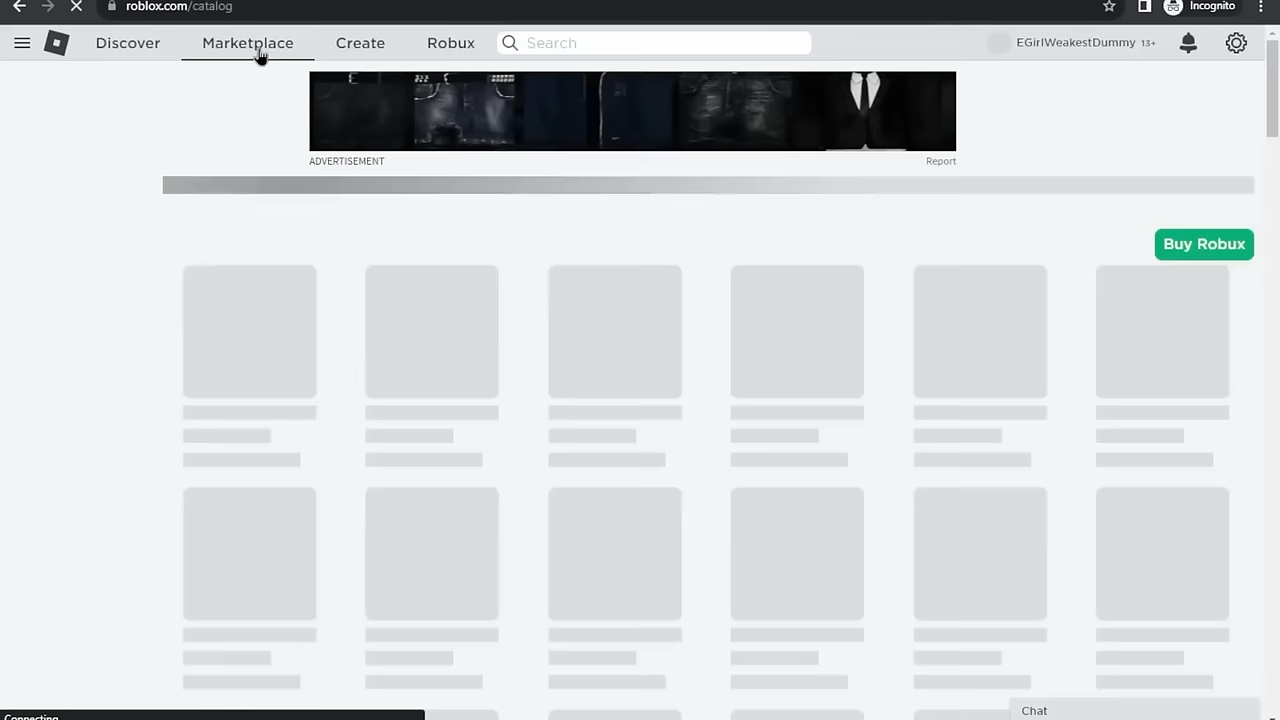 roblox.com/catalog
Incognito
Discover
Marketplace
Create
Robux
Search
EGirlWeakestDummy 13+
ADVERTISEMENT
Report
Buy Robux
Connecting
Chat